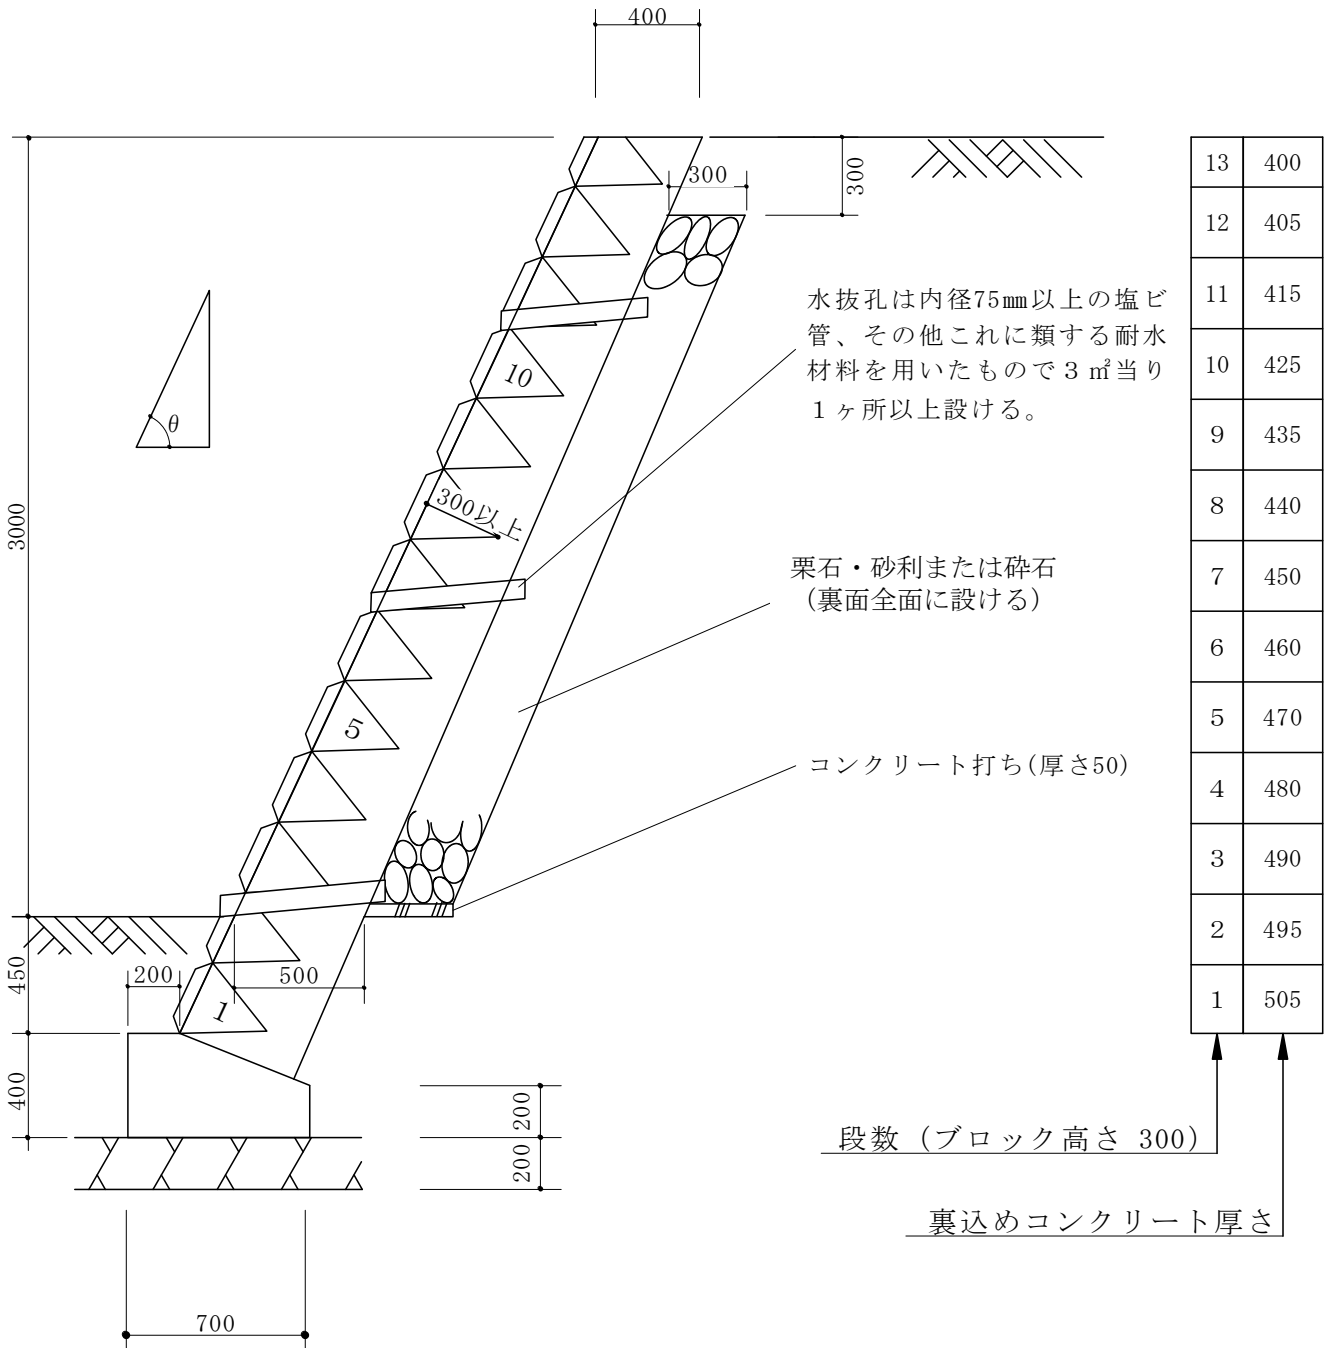 400
300
300
3000
θ
10
300以上
5
水抜孔は内径75㎜以上の塩ビ
管、その他これに類する耐水
材料を用いたもので３㎡当り
１ヶ所以上設ける。
栗石・砂利または砕石
（裏面全面に設ける）
コンクリート打ち(厚さ50)
450
200
500
1
400
200
200
700
13 400
12 405
11 415
10 425
9 435
8 440
7 450
6 460
5 470
4 480
3 490
2 495
1 505
段数（ブロック高さ 300）
裏込めコンクリート厚さ